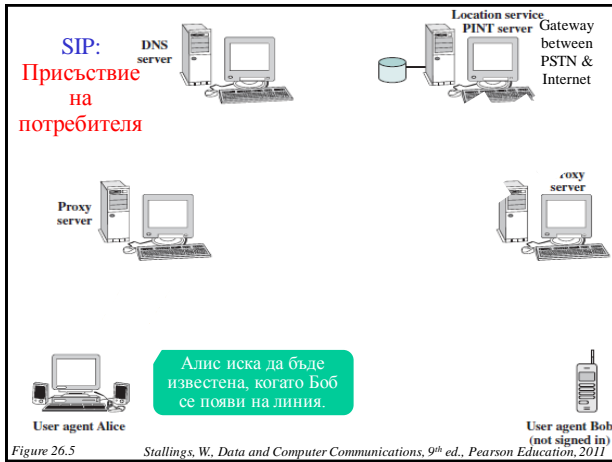 SIP:
Присъствие
на
потребителя
DNS
server
Location service
PINT server
Gateway
between
PSTN &
Internet
Proxy
server
roxy
server
Алис иска да бъде
известена, когато Боб
се появи на линия.
User agent Alice
User agent Bob
(not signed in)
Figure 26.5
Stallings, W., Data and Computer Communications, 9th ed., Pearson Education, 2011